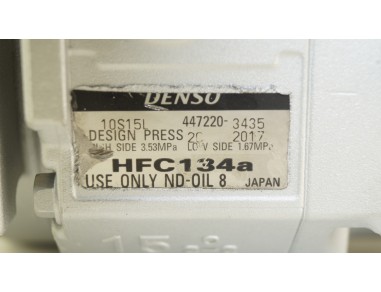 DENSO
10S15L 447220-3435
DESIGN PRESS 2017
SIDE 3.53MPa LOW SIDE 1.67MPa
HFC134a
USE ONLY ND-OIL 8 JAPAN